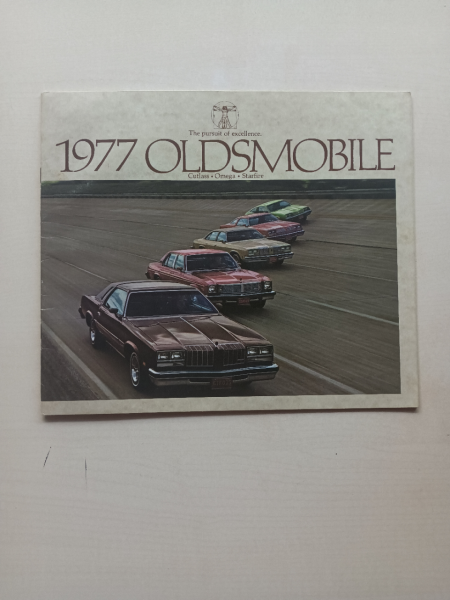 The pursuit of excellence.
1977 OLDSMOBILE
Cutlass • Omega • Starfire